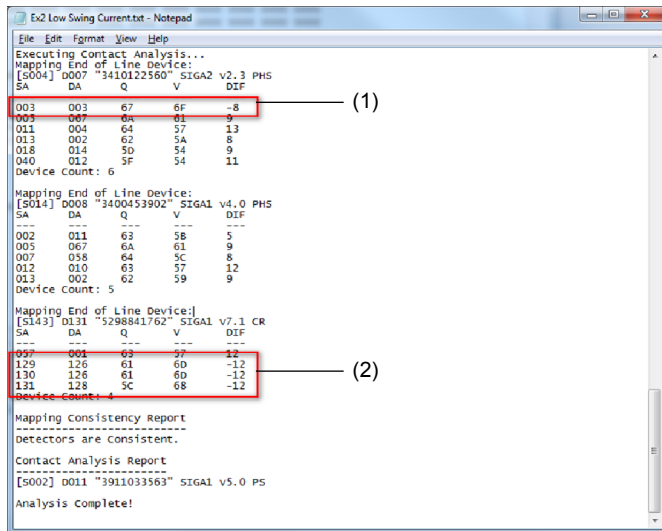 Ex2 Low Swing Current.txt - Notepad
File Edit Format View Help
Executing Contact Analysis...
Mapping End of Line Device:
[S004] D007 "3410122560" SIGA2 v2.3 PHS
SA DA Q V DIF
003 003 67 6F -8
(1)
005 067 6A 61 9
011 004 64 57 13
013 002 62 5A 8
018 014 5D 54 9
040 012 5F 54 11
Device Count: 6
Mapping End of Line Device:
[S014] D008 "3400453902" SIGA1 v4.0 PHS
SA DA Q V DIF
--- --- --- --- ---
002 011 63 5B 5
005 067 6A 61 9
007 058 64 5C 8
012 010 63 57 12
013 002 62 59 9
Device Count: 5
Mapping End of Line Device:
[S143] D131 "5298841762" SIGA1 v7.1 CR
SA DA Q V DIF
--- --- --- --- ---
057 001 63 57 12
129 126 61 6D -12
130 126 61 6D -12
(2)
131 128 5C 68 -12
Device Count: 4
Mapping Consistency Report
--------------------------
Detectors are Consistent.
Contact Analysis Report
-----------------------
[S002] D011 "3911033563" SIGA1 v5.0 PS
Analysis Complete!